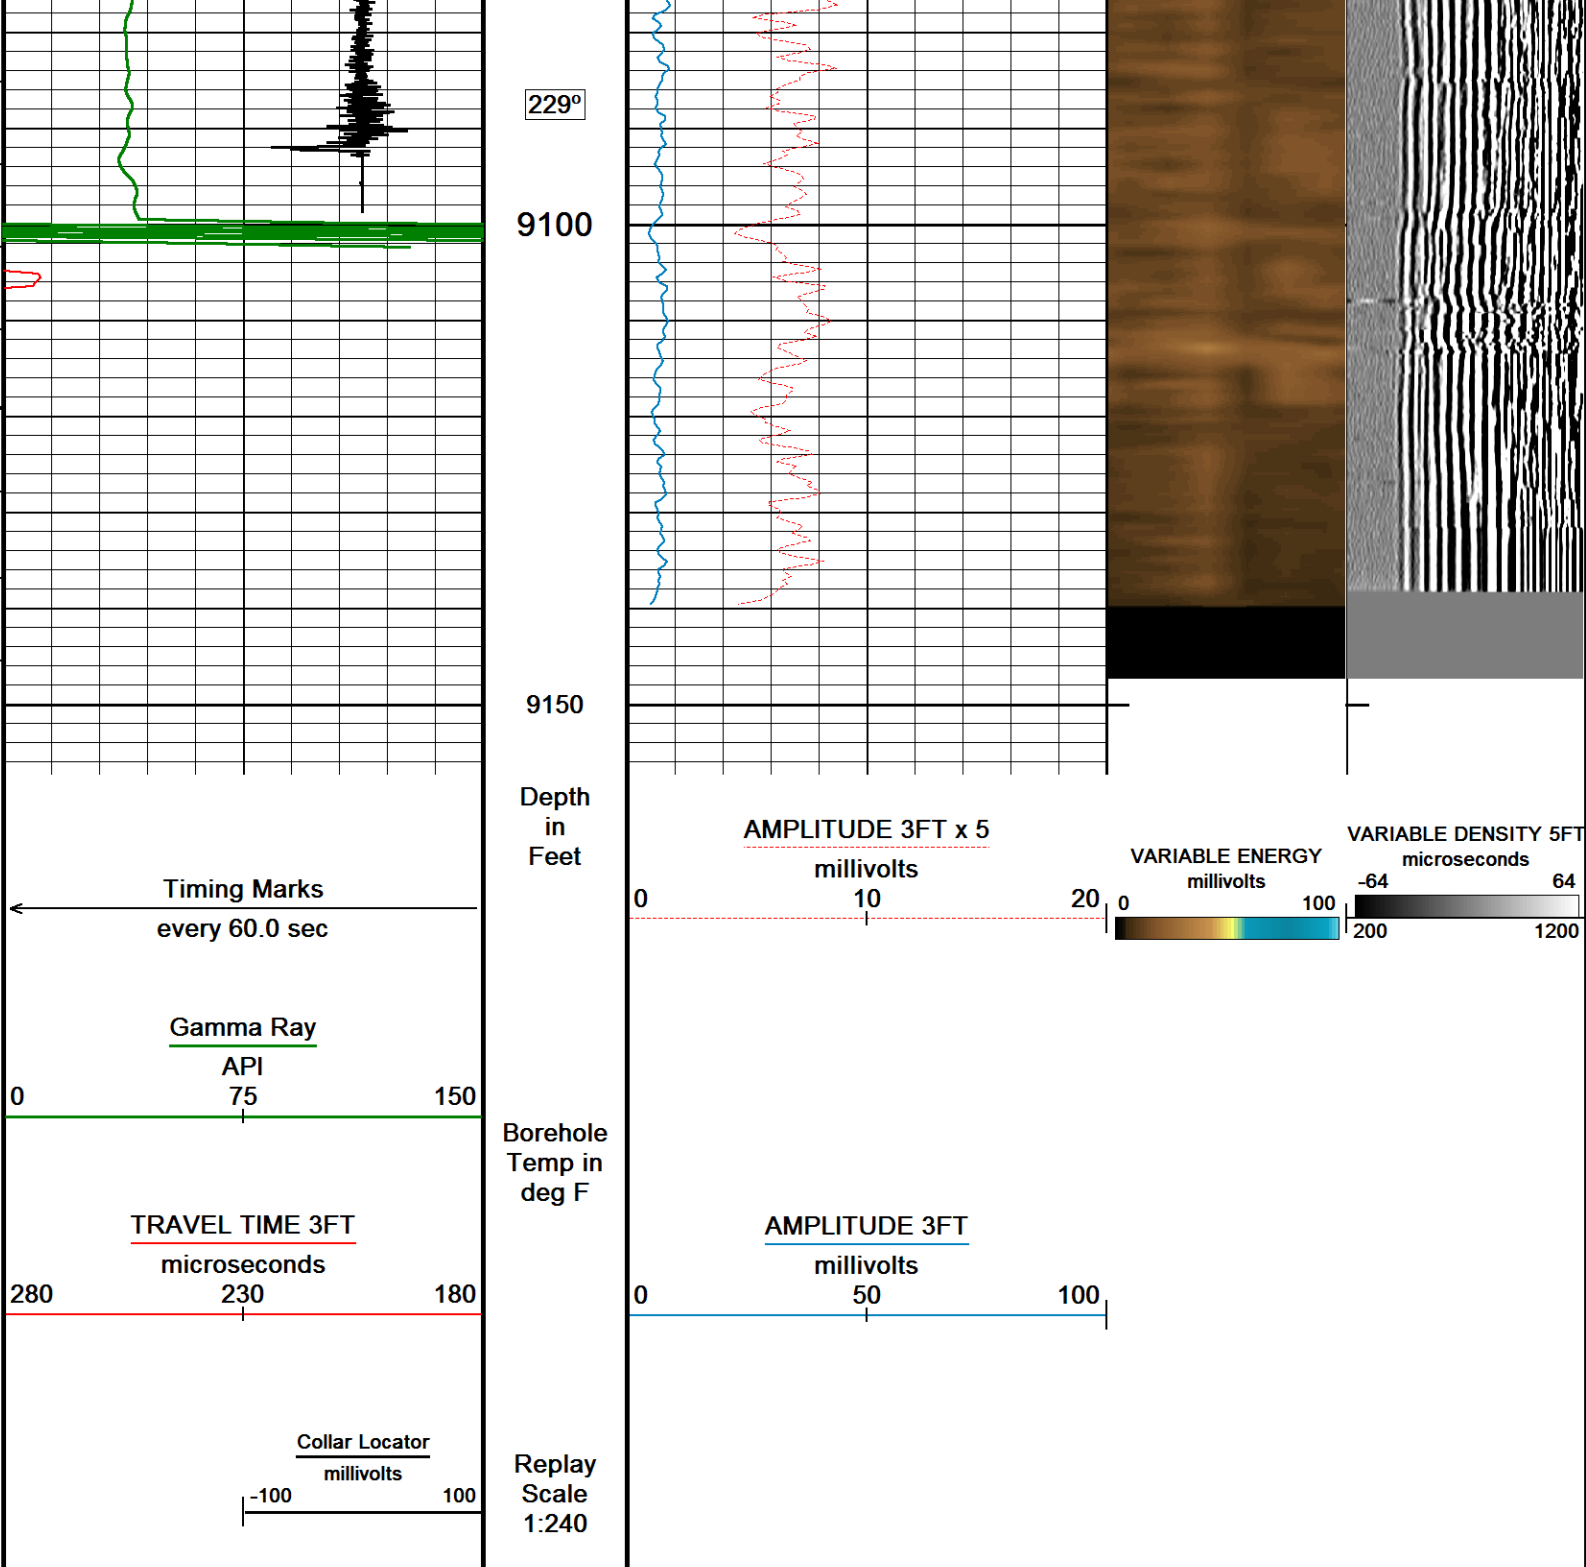 229º
9100
9150
Depth
in
Feet
Timing Marks
every 60.0 sec
Gamma Ray
API
0 75 150
Borehole
Temp in
deg F
TRAVEL TIME 3FT
microseconds
280 230 180
Collar Locator
millivolts
-100 100
Replay
Scale
1:240
AMPLITUDE 3FT x 5
millivolts
0 10 20
AMPLITUDE 3FT
millivolts
0 50 100
VARIABLE ENERGY
millivolts
0 100
VARIABLE DENSITY 5FT
microseconds
-64 64
200 1200